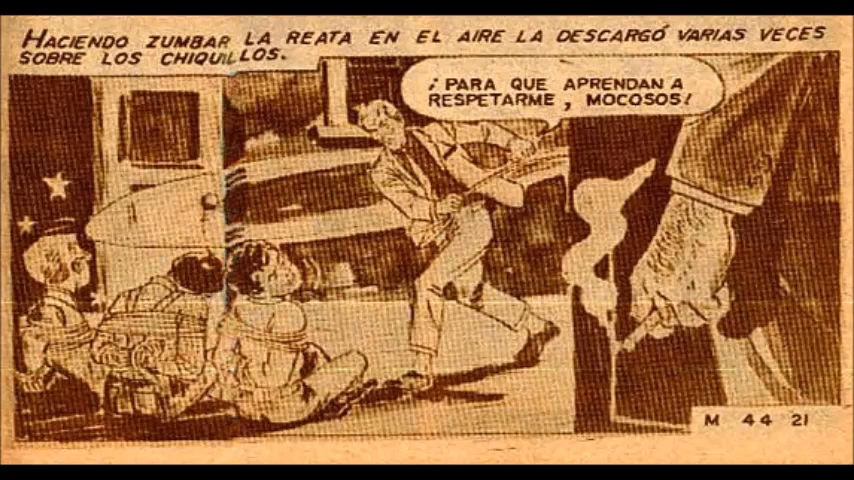 HACIENDO ZUMBAR LA REATA EN EL AIRE LA DESCARGÓ VARIAS VECES
SOBRE LOS CHIQUILLOS.
¡PARA QUE APRENDAN A
RESPETARME, MOCOSOS!
M 44 21